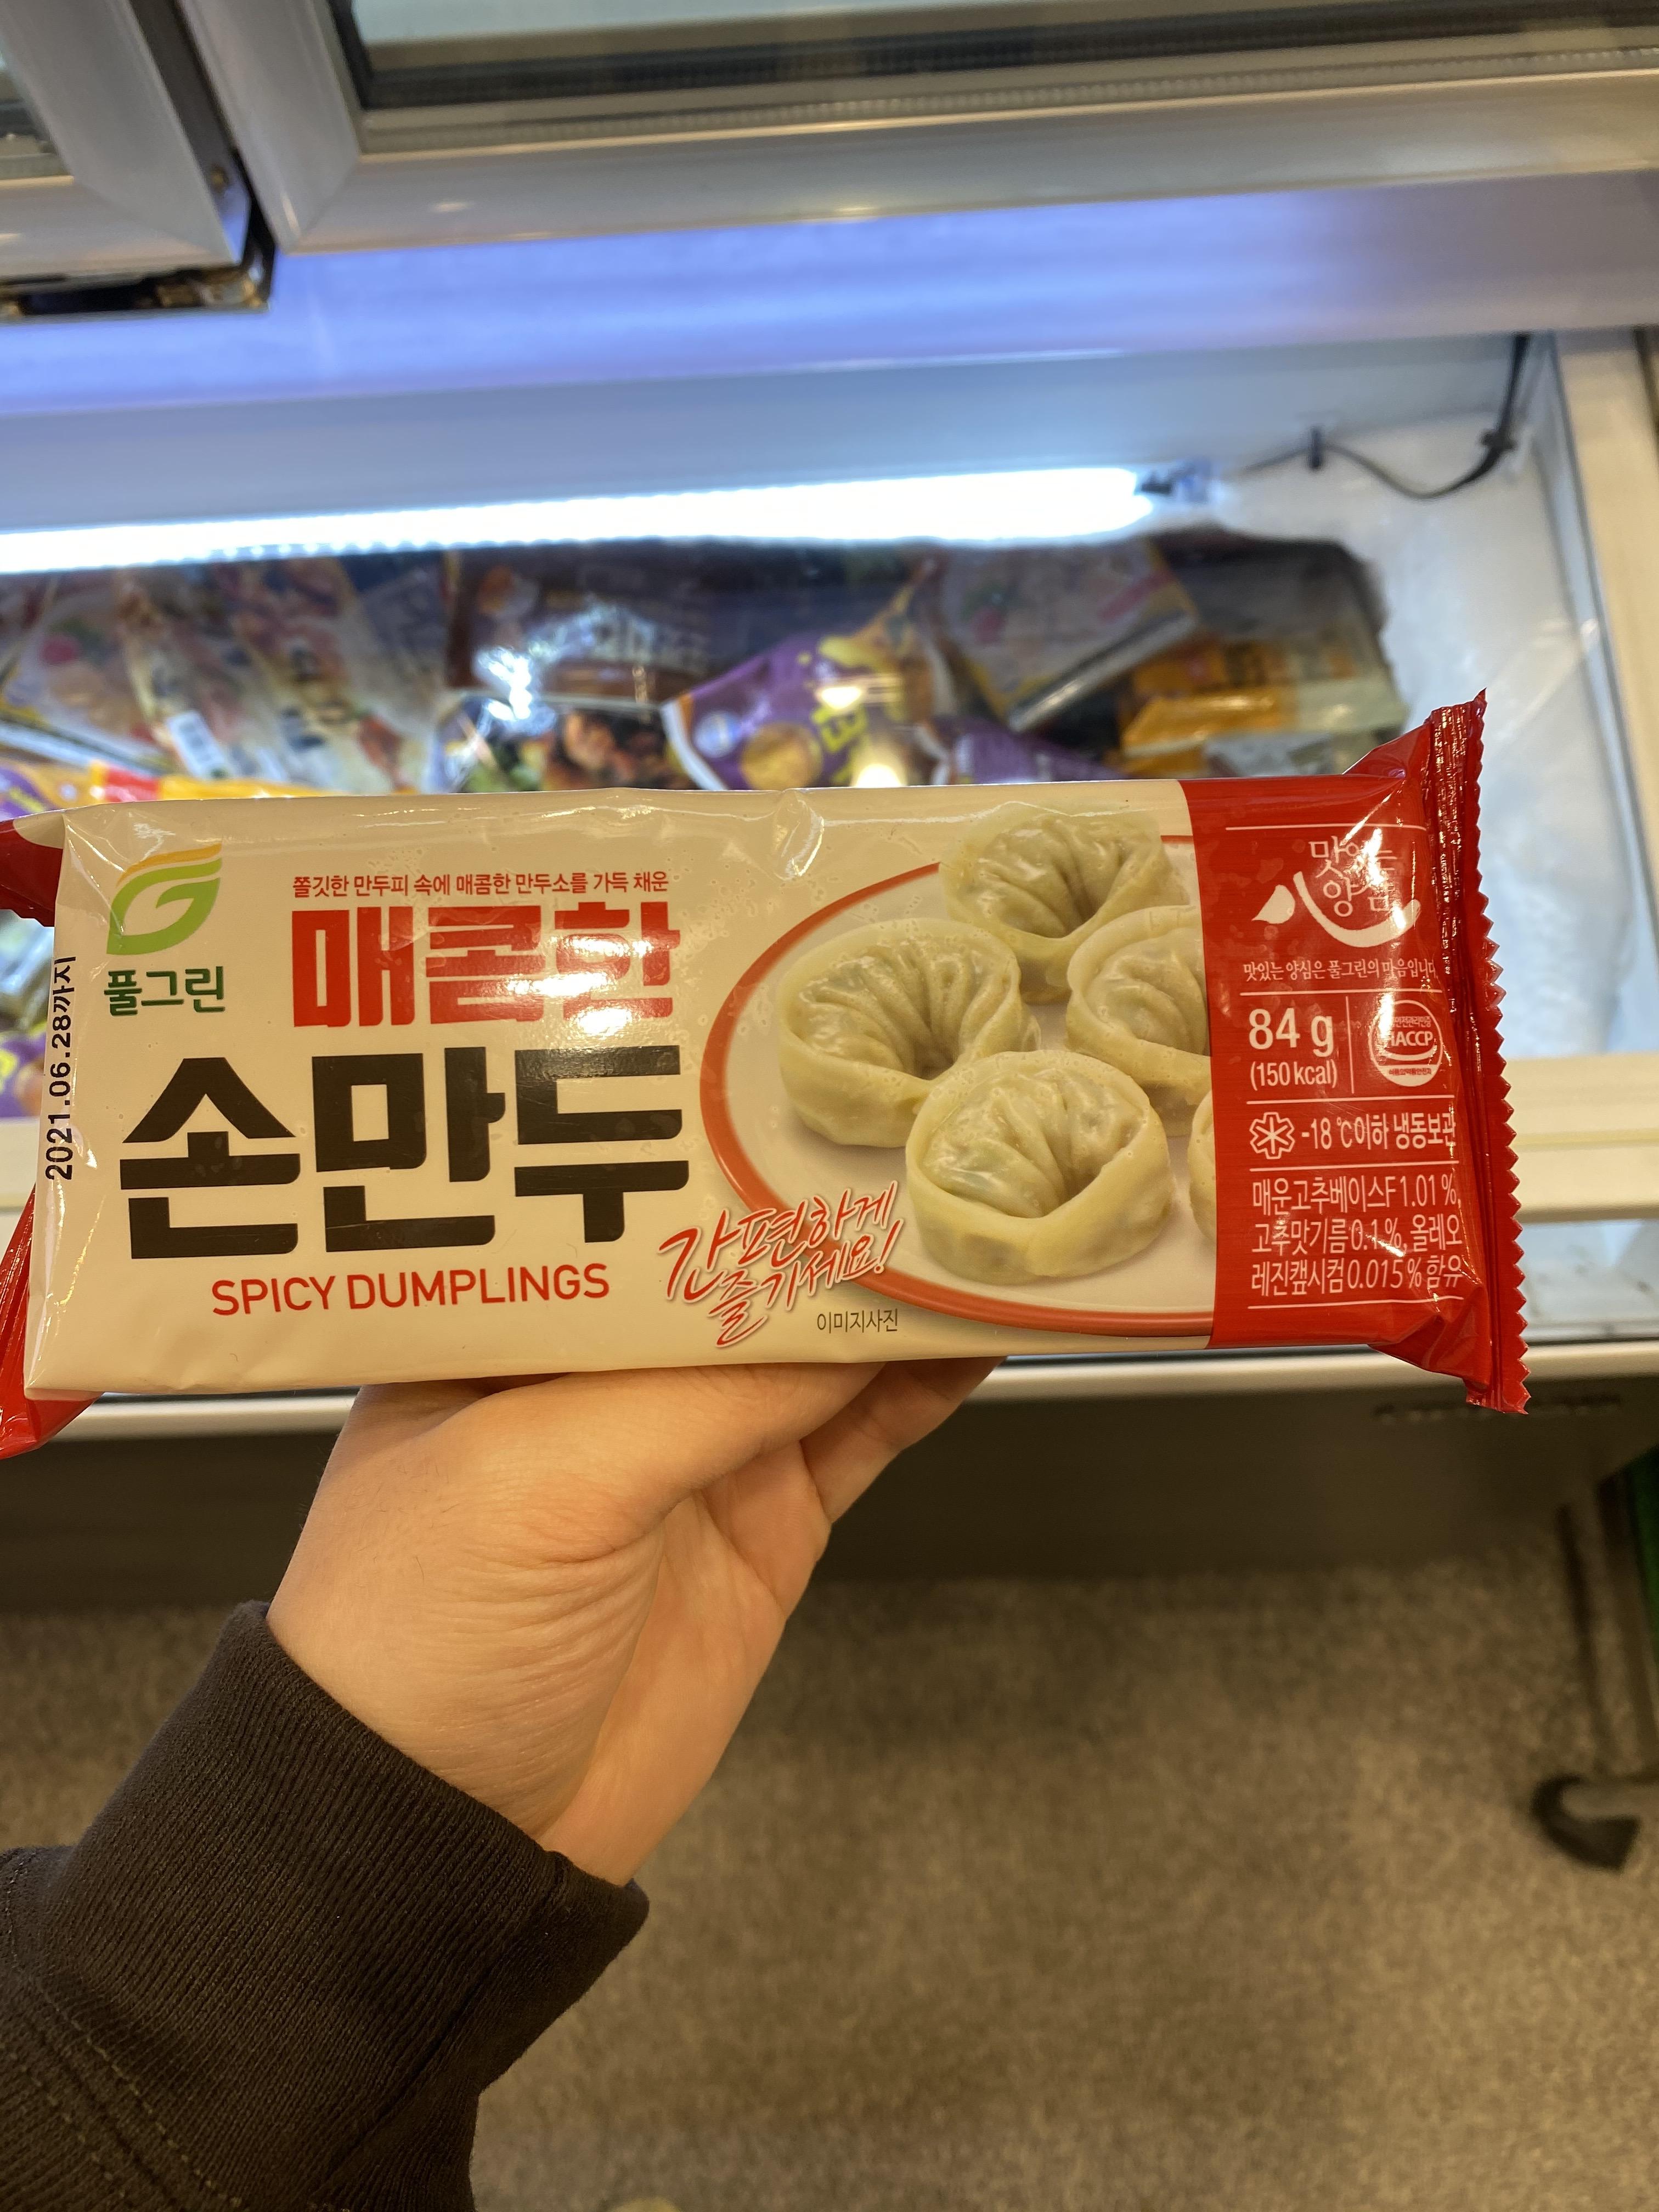 풀그린
쫄깃한 만두피 속에 매콤한 만두소를 가득 채운
매콤한
손만두
SPICY DUMPLINGS
간편하게
즐기세요!
이미지사진
2021.06.28까지
맛있는
양심
맛있는 양심은 풀그린의 마음입니다
84 g
(150 kcal)
HACCP
-18 ℃이하 냉동보관
매운고추베이스F 1.01 %,
고추맛기름 0.1 %, 올레오
레진캪시컴 0.015 % 함유